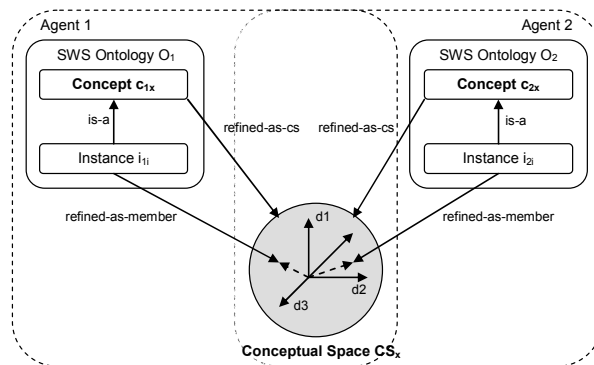 Agent 1
Agent 2
SWS Ontology O1
SWS Ontology O2
Concept c1x
Concept c2x
is-a
is-a
refined-as-cs
refined-as-cs
Instance i1i
Instance i2i
refined-as-member
refined-as-member
d1
d2
d3
Conceptual Space CSx